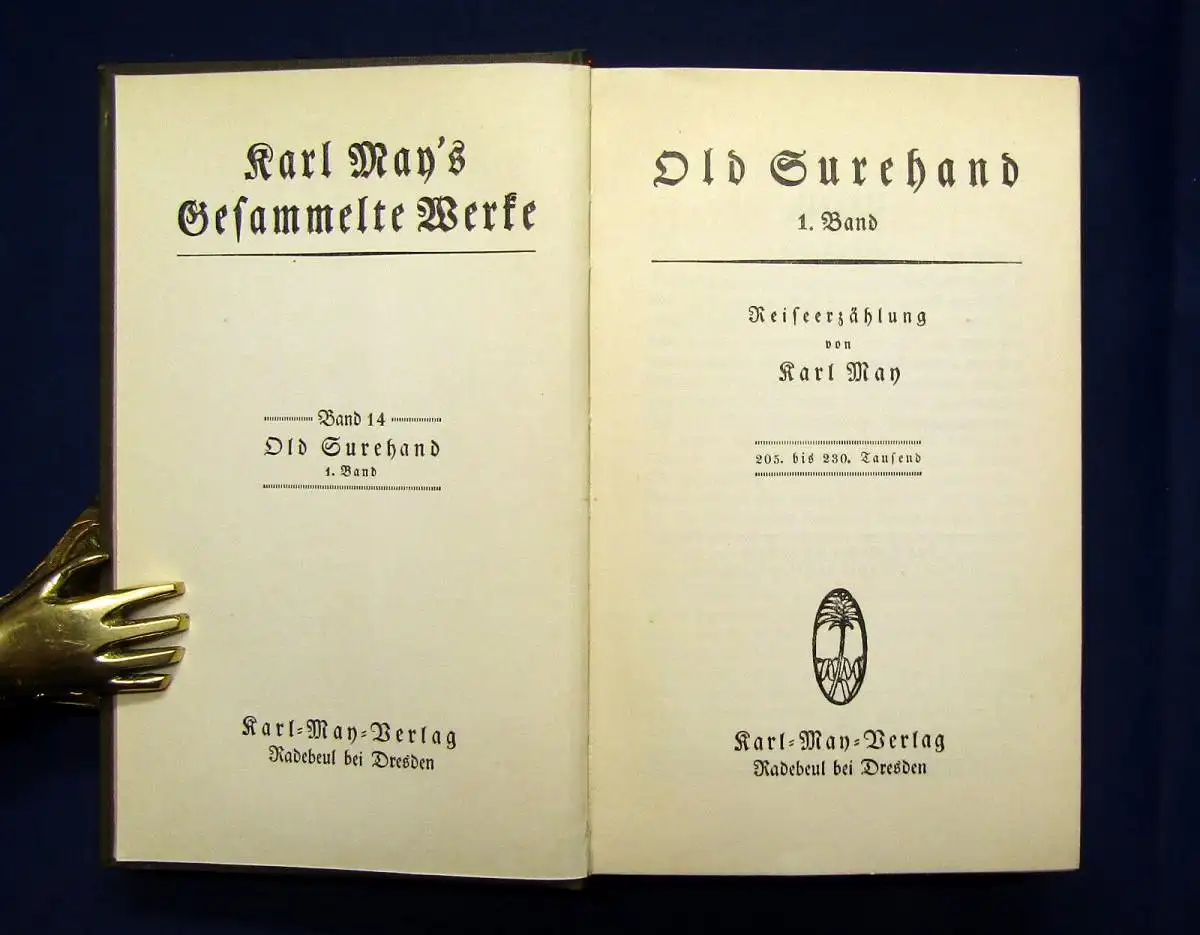 Karl May's
Gesammelte Werke
Band 14
Old Surehand
1. Band
Karl-May-Verlag
Radebeul bei Dresden
Old Surehand
1. Band
Reiseerzählung
von
Karl May
205. bis 230. Tausend
Karl-May-Verlag
Radebeul bei Dresden